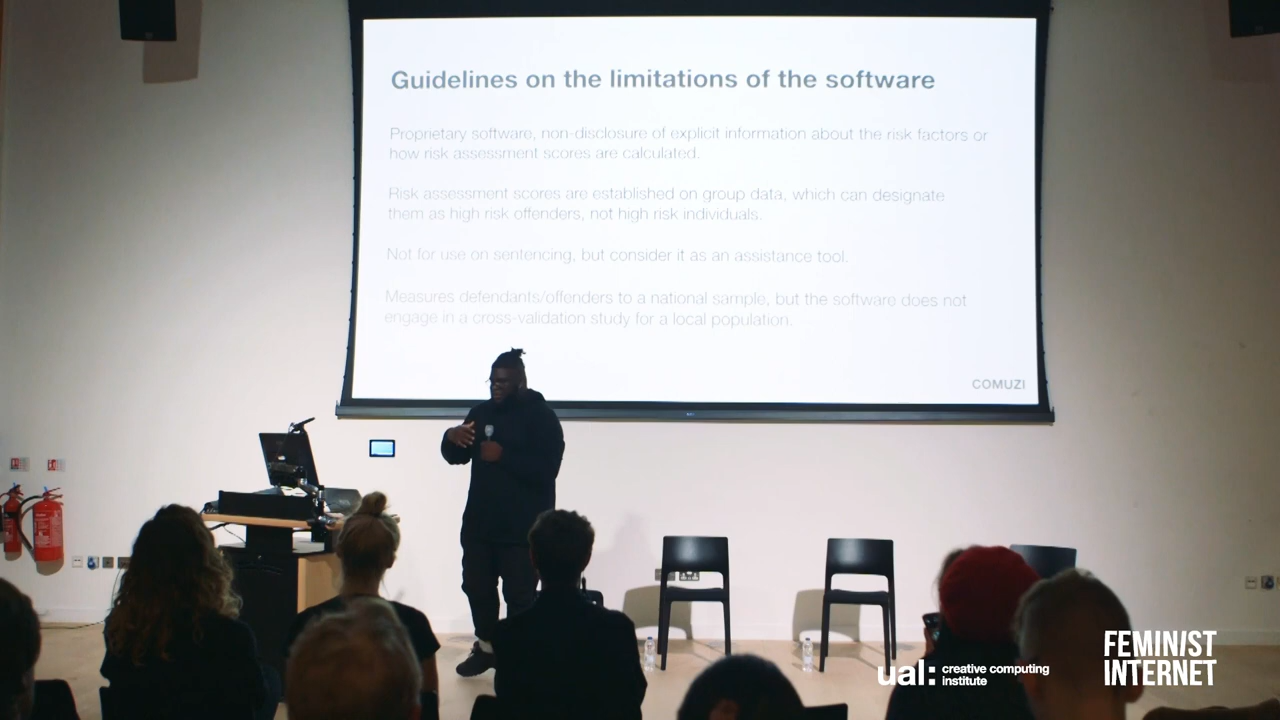 Guidelines on the limitations of the software
Proprietary software, non-disclosure of explicit information about the risk factors or
how risk assessment scores are calculated.
Risk assessment scores are established on group data, which can designate
them as high risk offenders, not high risk individuals.
Not for use on sentencing, but consider it as an assistance tool.
Measures defendants/offenders to a national sample, but the software does not
engage in a cross-validation study for a local population.
COMUZI
ual: creative computing
institute
FEMINIST
INTERNET